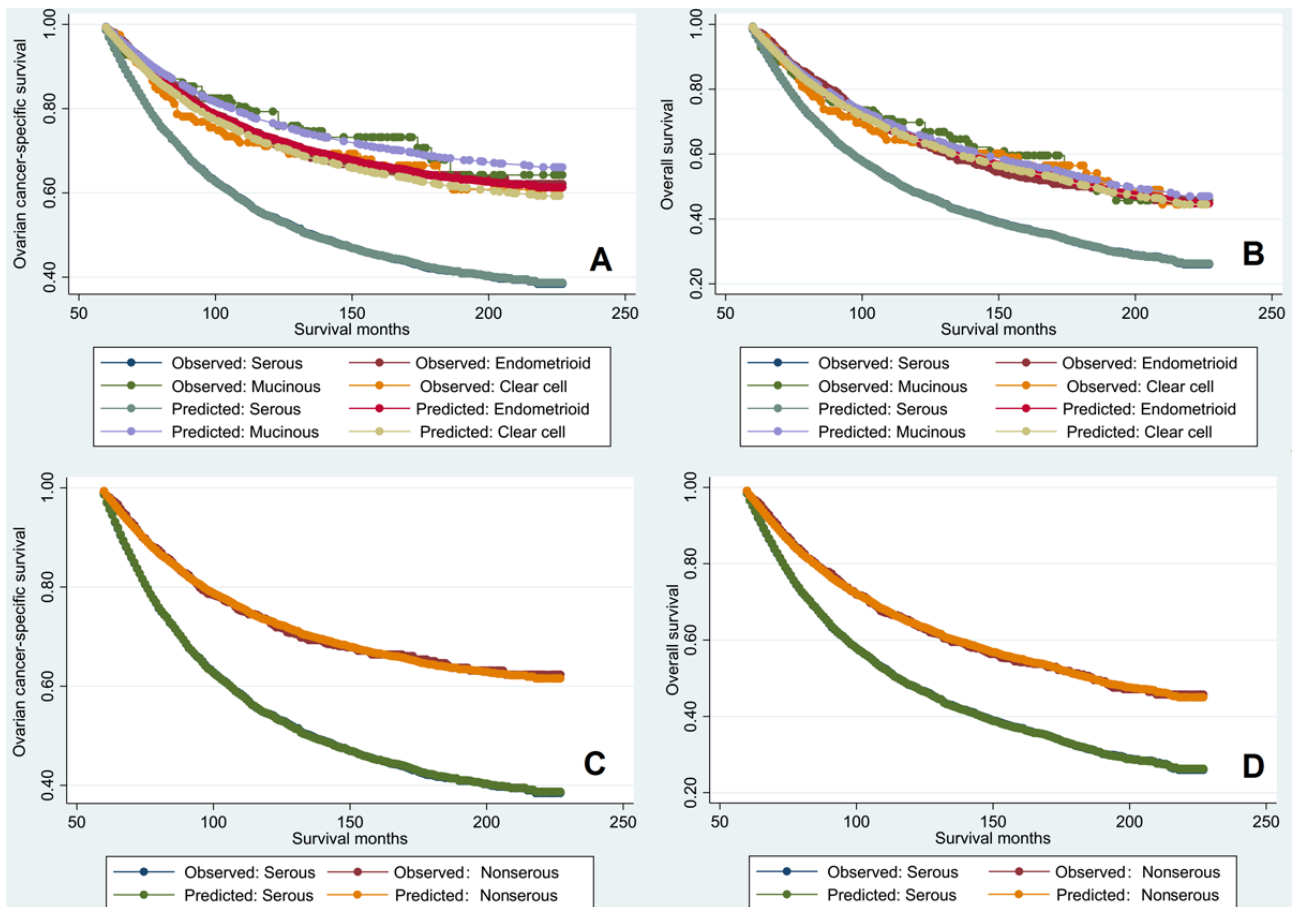 Ovarian cancer-specific survival
1.00
0.80
0.60
0.40
A
50 100 150 200 250
Survival months
Observed: Serous Observed: Endometrioid
Observed: Mucinous Observed: Clear cell
Predicted: Serous Predicted: Endometrioid
Predicted: Mucinous Predicted: Clear cell
Overall survival
1.00
0.80
0.60
0.40
0.20
B
50 100 150 200 250
Survival months
Observed: Serous Observed: Endometrioid
Observed: Mucinous Observed: Clear cell
Predicted: Serous Predicted: Endometrioid
Predicted: Mucinous Predicted: Clear cell
Ovarian cancer-specific survival
1.00
0.80
0.60
0.40
C
50 100 150 200 250
Survival months
Observed: Serous Observed: Nonserous
Predicted: Serous Predicted: Nonserous
Overall survival
1.00
0.80
0.60
0.40
0.20
D
50 100 150 200 250
Survival months
Observed: Serous Observed: Nonserous
Predicted: Serous Predicted: Nonserous